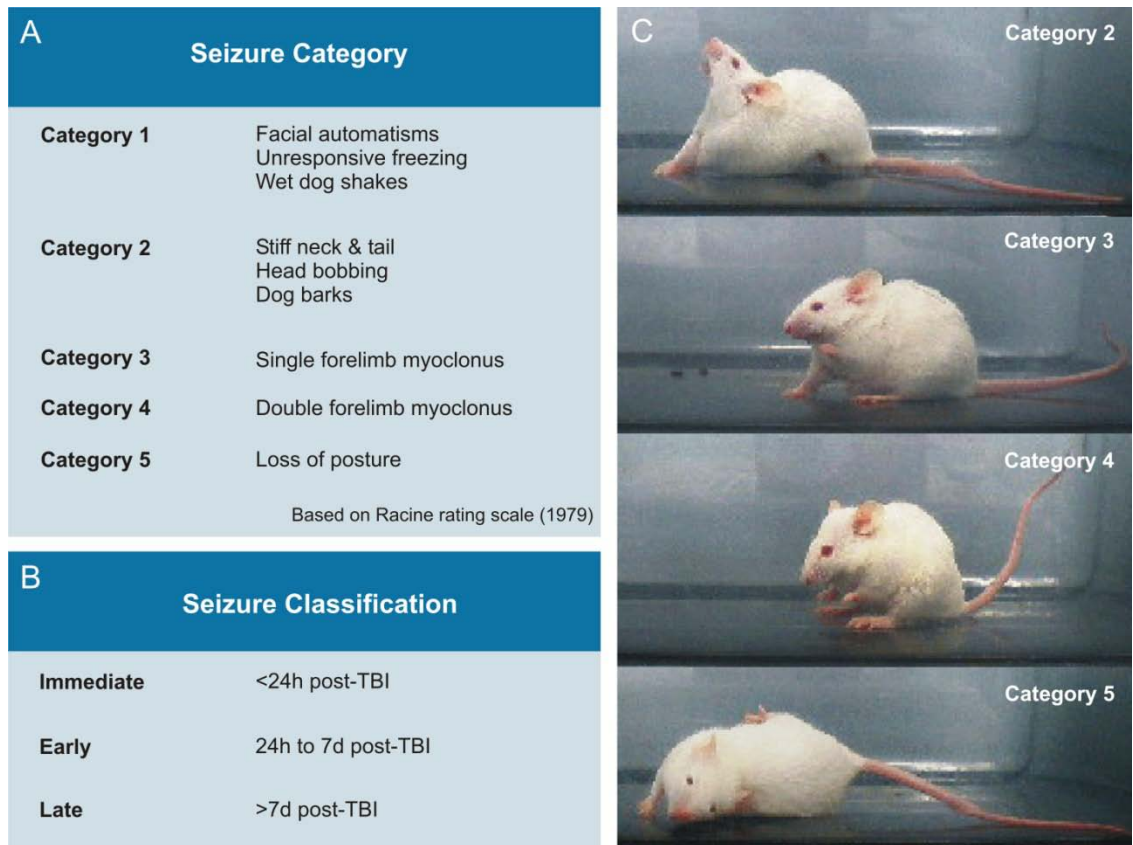 A
Seizure Category
Category 1
Facial automatisms
Unresponsive freezing
Wet dog shakes
Category 2
Stiff neck & tail
Head bobbing
Dog barks
Category 3
Single forelimb myoclonus
Category 4
Double forelimb myoclonus
Category 5
Loss of posture
Based on Racine rating scale (1979)
B
Seizure Classification
Immediate
<24h post-TBI
Early
24h to 7d post-TBI
Late
>7d post-TBI
C
Category 2
Category 3
Category 4
Category 5